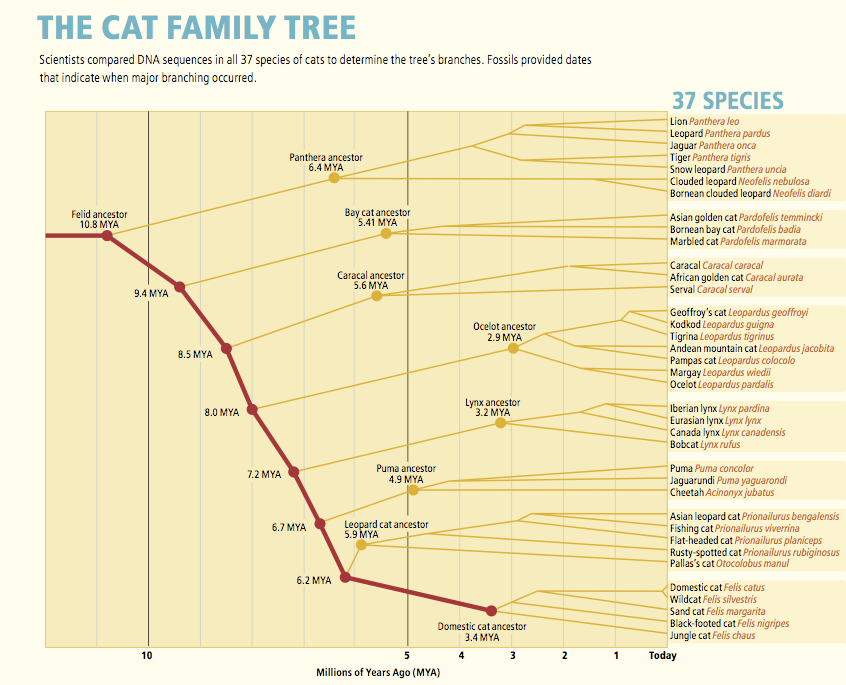 THE CAT FAMILY TREE
Scientists compared DNA sequences in all 37 species of cats to determine the tree's branches. Fossils provided dates
that indicate when major branching occurred.
37 SPECIES
Lion Panthera leo
Leopard Panthera pardus
Jaguar Panthera onca
Tiger Panthera tigris
Snow leopard Panthera uncia
Clouded leopard Neofelis nebulosa
Bornean clouded leopard Neofelis diardi
Asian golden cat Pardofelis temmincki
Bornean bay cat Pardofelis badia
Marbled cat Pardofelis marmorata
Caracal Caracal caracal
African golden cat Caracal aurata
Serval Caracal serval
Geoffroy's cat Leopardus geoffroyi
Kodkod Leopardus guigna
Tigrina Leopardus tigrinus
Andean mountain cat Leopardus jacobita
Pampas cat Leopardus colocolo
Margay Leopardus wiedii
Ocelot Leopardus pardalis
Iberian lynx Lynx pardina
Eurasian lynx Lynx lynx
Canada lynx Lynx canadensis
Bobcat Lynx rufus
Puma Puma concolor
Jaguarundi Puma yaguarondi
Cheetah Acinonyx jubatus
Asian leopard cat Prionailurus bengalensis
Fishing cat Prionailurus viverrina
Flat-headed cat Prionailurus planiceps
Rusty-spotted cat Prionailurus rubiginosus
Pallas's cat Otocolobus manul
Domestic cat Felis catus
Wildcat Felis silvestris
Sand cat Felis margarita
Black-footed cat Felis nigripes
Jungle cat Felis chaus
Panthera ancestor
6.4 MYA
Felid ancestor
10.8 MYA
Bay cat ancestor
5.41 MYA
9.4 MYA
Caracal ancestor
5.6 MYA
8.5 MYA
Ocelot ancestor
2.9 MYA
8.0 MYA
Lynx ancestor
3.2 MYA
7.2 MYA
Puma ancestor
4.9 MYA
6.7 MYA
Leopard cat ancestor
5.9 MYA
6.2 MYA
Domestic cat ancestor
3.4 MYA
10 5 4 3 2 1 Today
Millions of Years Ago (MYA)